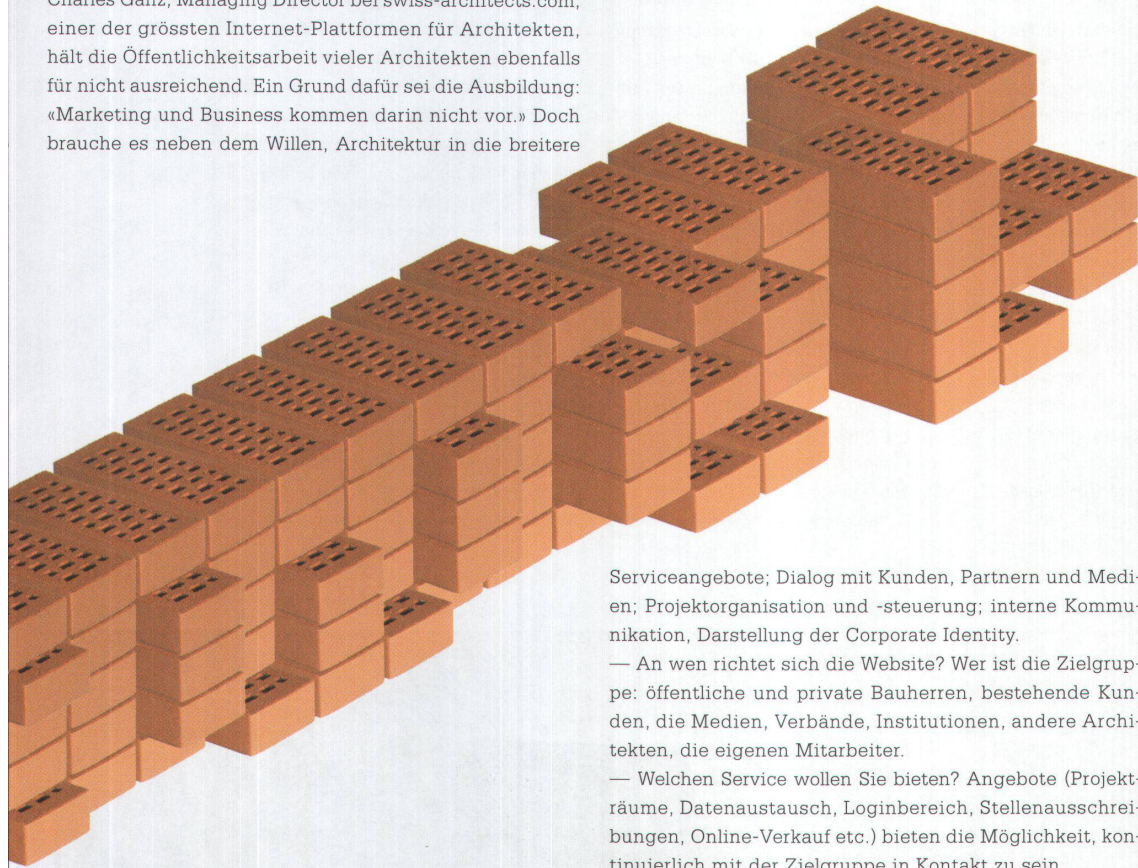 Charles Ganz, Managing Director bei swiss-architects.com,
einer der grössten Internet-Plattformen für Architekten,
hält die Öffentlichkeitsarbeit vieler Architekten ebenfalls
für nicht ausreichend. Ein Grund dafür sei die Ausbildung:
«Marketing und Business kommen darin nicht vor.» Doch
brauche es neben dem Willen, Architektur in die breitere
Serviceangebote; Dialog mit Kunden, Partnern und Medi-
en; Projektorganisation und -steuerung; interne Kommu-
nikation, Darstellung der Corporate Identity.
— An wen richtet sich die Website? Wer ist die Zielgrup-
pe: öffentliche und private Bauherren, bestehende Kun-
den, die Medien, Verbände, Institutionen, andere Archi-
tekten, die eigenen Mitarbeiter.
— Welchen Service wollen Sie bieten? Angebote (Projekt-
räume, Datenaustausch, Loginbereich, Stellenausschrei-
bungen, Online-Verkauf etc.) bieten die Möglichkeit, kon-
tinuierlich mit der Zielgruppe in Kontakt zu sein.